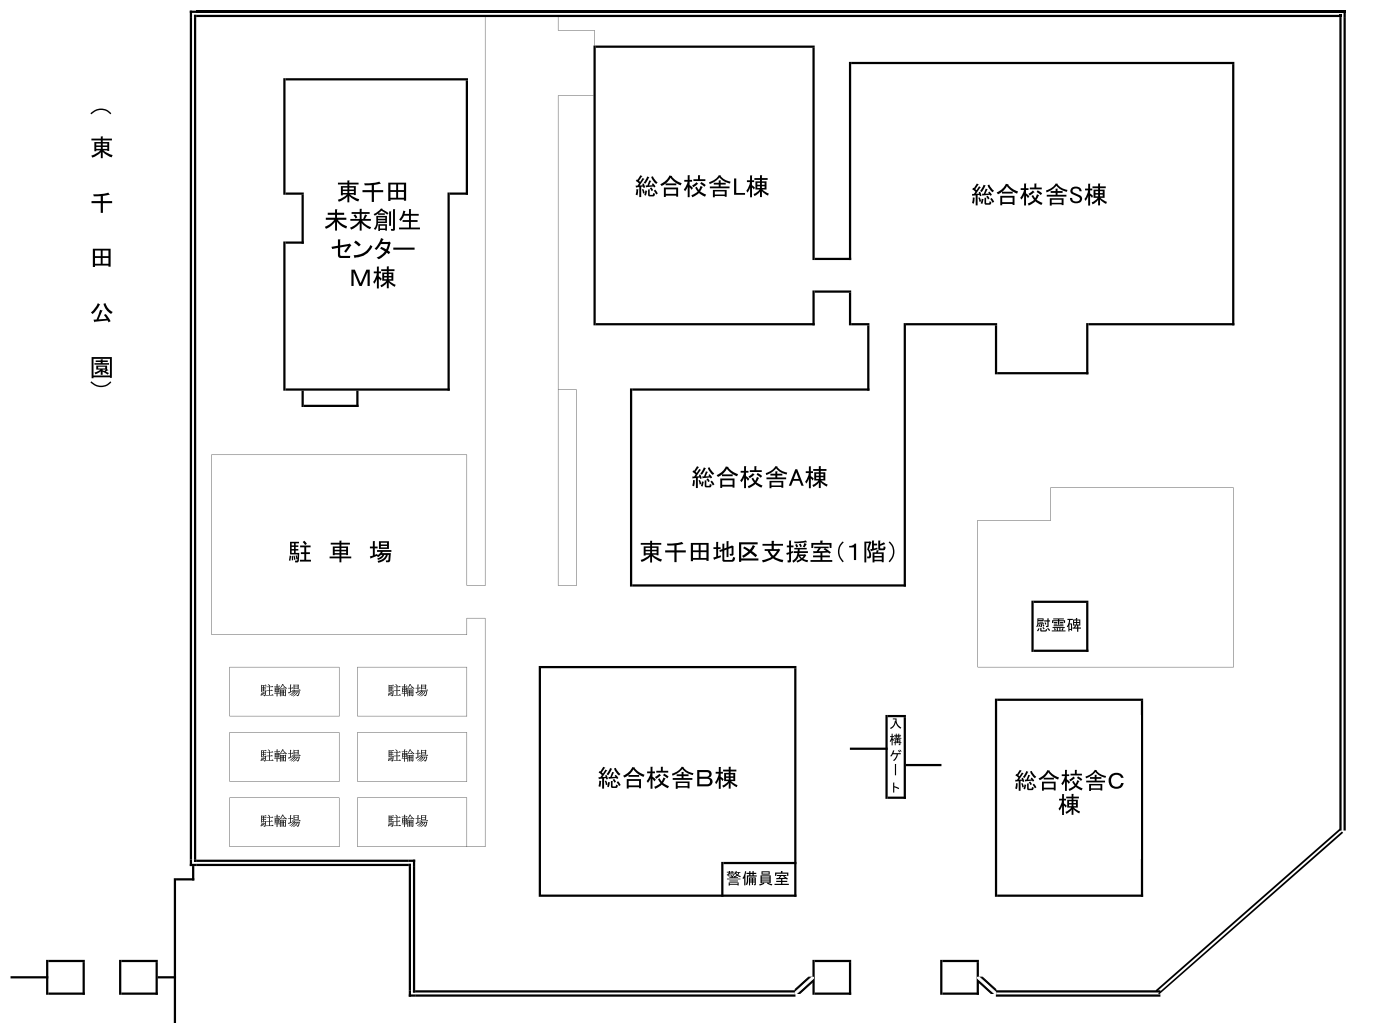 （東千田公園）
東千田
未来創生
センター
Ｍ棟
総合校舎L棟
総合校舎S棟
総合校舎A棟
東千田地区支援室（１階）
駐　車　場
慰霊碑
駐輪場
駐輪場
駐輪場
駐輪場
駐輪場
駐輪場
総合校舎Ｂ棟
警備員室
入構ゲート
総合校舎Ｃ
棟